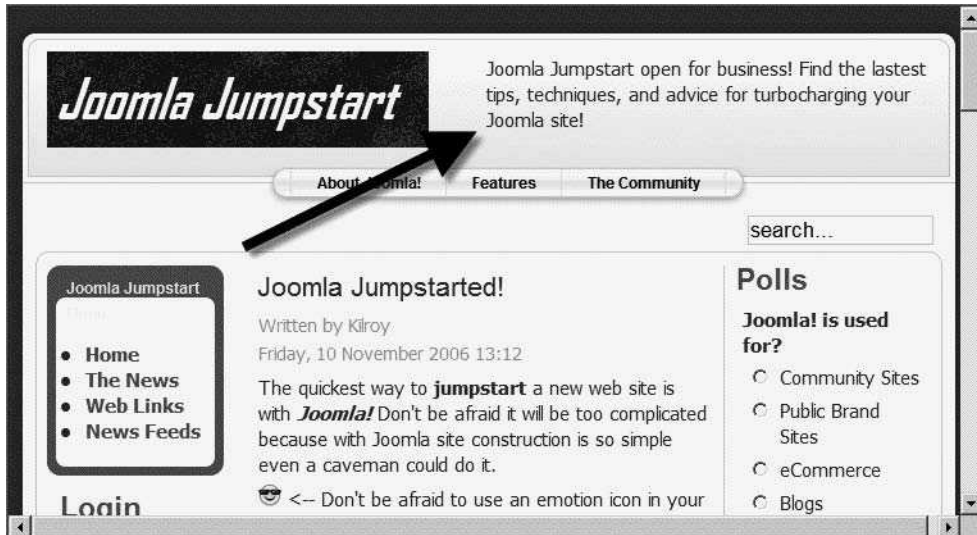 Joomla Jumpstart
Joomla Jumpstart open for business! Find the lastest
tips, techniques, and advice for turbocharging your
Joomla site!
About Joomla!
Features
The Community
search...
Joomla Jumpstart
Home
The News
Web Links
News Feeds
Login
Joomla Jumpstarted!
Written by Kilroy
Friday, 10 November 2006 13:12
The quickest way to jumpstart a new web site is
with Joomla! Don't be afraid it will be too complicated
because with Joomla site construction is so simple
even a caveman could do it.
<-- Don't be afraid to use an emotion icon in your
Polls
Joomla! is used
for?
Community Sites
Public Brand
Sites
eCommerce
Blogs